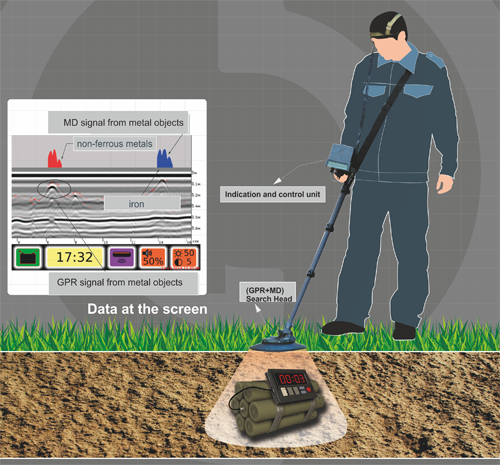 MD signal from metal objects
non-ferrous metals
iron
17:32
50%
50
5
GPR signal from metal objects
Data at the screen
Indication and control unit
(GPR+MD)
Search Head
00:09